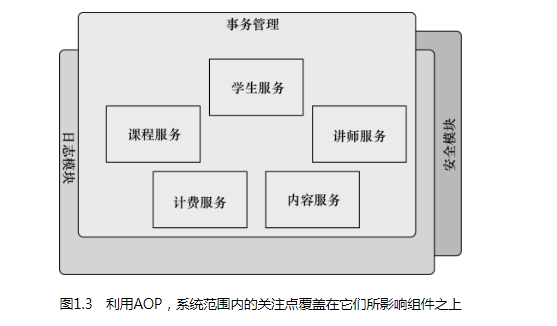 事务管理
学生服务
课程服务
讲师服务
日志模块
安全模块
计费服务
内容服务
图1.3 利用AOP，系统范围内的关注点覆盖在它们所影响组件之上